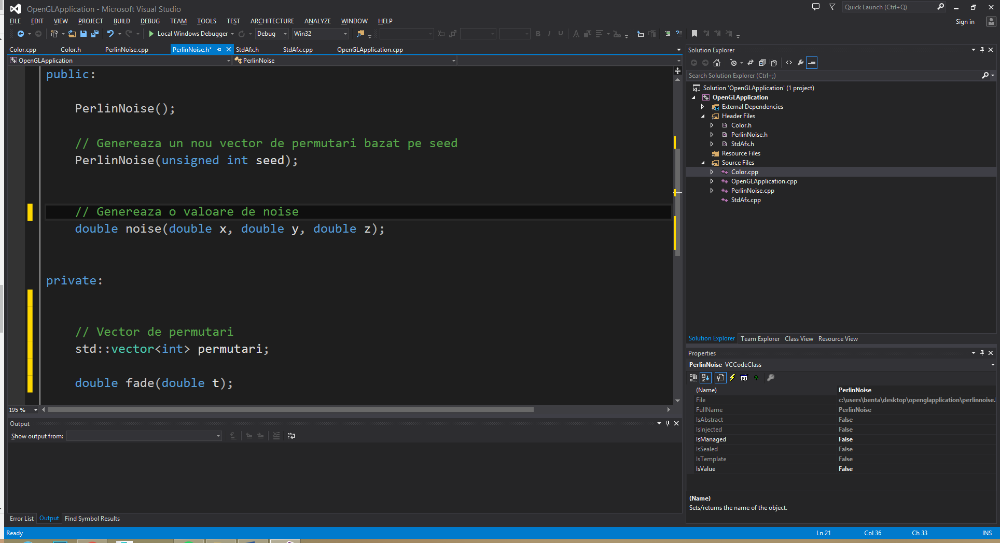 OpenGLApplication - Microsoft Visual Studio
Quick Launch (Ctrl+Q)
FILE EDIT VIEW PROJECT BUILD DEBUG TEAM TOOLS TEST ARCHITECTURE ANALYZE WINDOW HELP
Sign in
Local Windows Debugger Debug Win32
Color.cpp Color.h PerlinNoise.cpp PerlinNoise.h* StdAfx.h StdAfx.cpp OpenGLApplication.cpp
OpenGLApplication PerlinNoise
public:
PerlinNoise();
// Genereaza un nou vector de permutari bazat pe seed
PerlinNoise(unsigned int seed);
// Genereaza o valoare de noise
double noise(double x, double y, double z);
private:
// Vector de permutari
std::vector<int> permutari;
double fade(double t);
195 %
Output
Show output from:
Error List Output Find Symbol Results
Solution Explorer
Search Solution Explorer (Ctrl+;)
Solution 'OpenGLApplication' (1 project)
OpenGLApplication
External Dependencies
Header Files
Color.h
PerlinNoise.h
StdAfx.h
Resource Files
Source Files
Color.cpp
OpenGLApplication.cpp
PerlinNoise.cpp
StdAfx.cpp
Solution Explorer Team Explorer Class View Resource View
Properties
PerlinNoise VCCodeClass
(Name) PerlinNoise
File c:\users\benta\desktop\openglapplication\perlinnoise.
FullName PerlinNoise
IsAbstract False
IsInjected False
IsManaged False
IsSealed False
IsTemplate False
IsValue False
(Name)
Sets/returns the name of the object.
Ready Ln 21 Col 36 Ch 33 INS